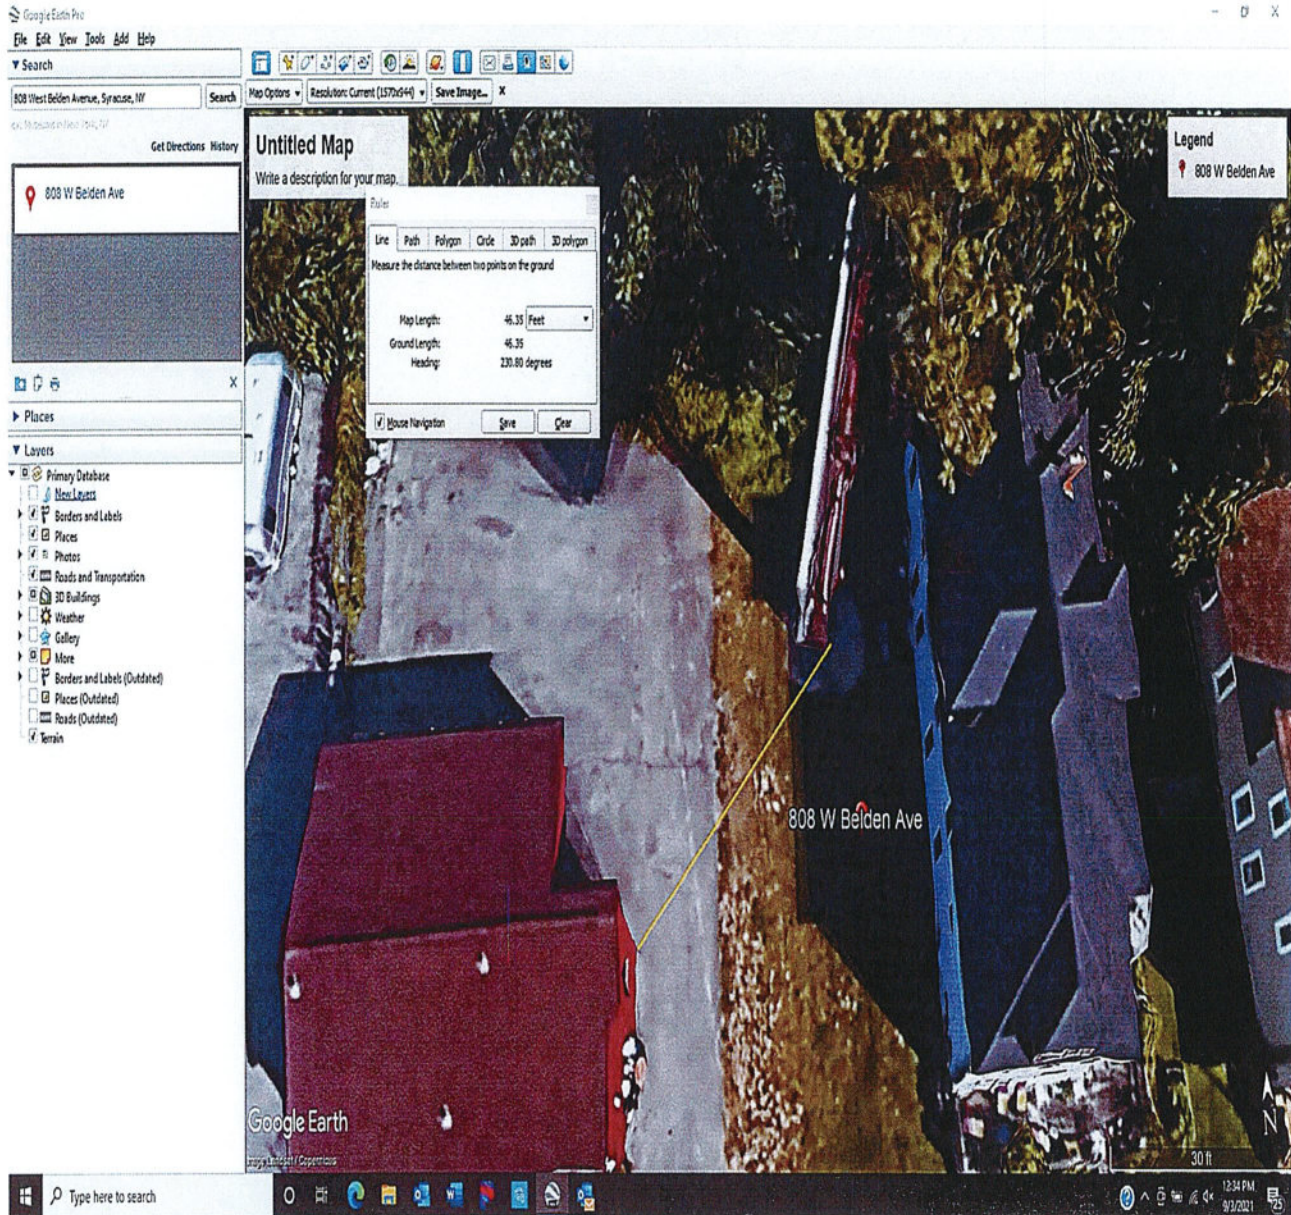 Google Earth Pro
File Edit View Tools Add Help
Search
808 West Belden Avenue, Syracuse, NY
Search
Get Directions History
808 W Belden Ave
Places
Layers
Primary Database
New Layers
Borders and Labels
Places
Photos
Roads and Transportation
3D Buildings
Weather
Gallery
More
Borders and Labels (Outdated)
Places (Outdated)
Roads (Outdated)
Terrain
Map Options
Resolution: Current (1570x944)
Save Image...
X
Untitled Map
Write a description for your map.
Ruler
Line Path Polygon Circle 3D path 3D polygon
Measure the distance between two points on the ground
Map Length: 46.35 Feet
Ground Length: 46.35
Heading: 230.80 degrees
Mouse Navigation
Save
Clear
Legend
808 W Belden Ave
808 W Belden Ave
Google Earth
Image Landsat / Copernicus
N
30 ft
Type here to search
12:34 PM
9/3/2021
25